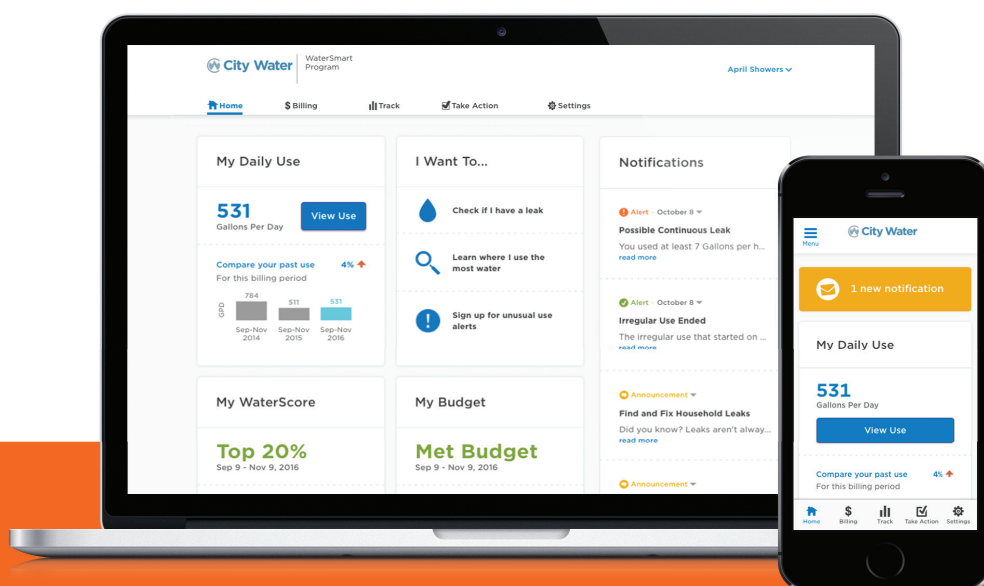 City Water
WaterSmart
Program
April Showers
Home
$ Billing
Track
Take Action
Settings
My Daily Use
531
Gallons Per Day
View Use
Compare your past use 4%
For this billing period
GPD
784
511
531
Sep-Nov
2014
Sep-Nov
2015
Sep-Nov
2016
My WaterScore
Top 20%
Sep 9 - Nov 9, 2016
I Want To...
Check if I have a leak
Learn where I use the
most water
Sign up for unusual use
alerts
My Budget
Met Budget
Sep 9 - Nov 9, 2016
Notifications
Alert · October 8
Possible Continuous Leak
You used at least 7 Gallons per h...
read more
Alert · October 8
Irregular Use Ended
The irregular use that started on ...
read more
Announcement
Find and Fix Household Leaks
Did you know? Leaks aren't alway...
read more
Announcement
Menu
City Water
1 new notification
My Daily Use
531
Gallons Per Day
View Use
Compare your past use 4%
For this billing period
Home
$ Billing
Track
Take Action
Settings